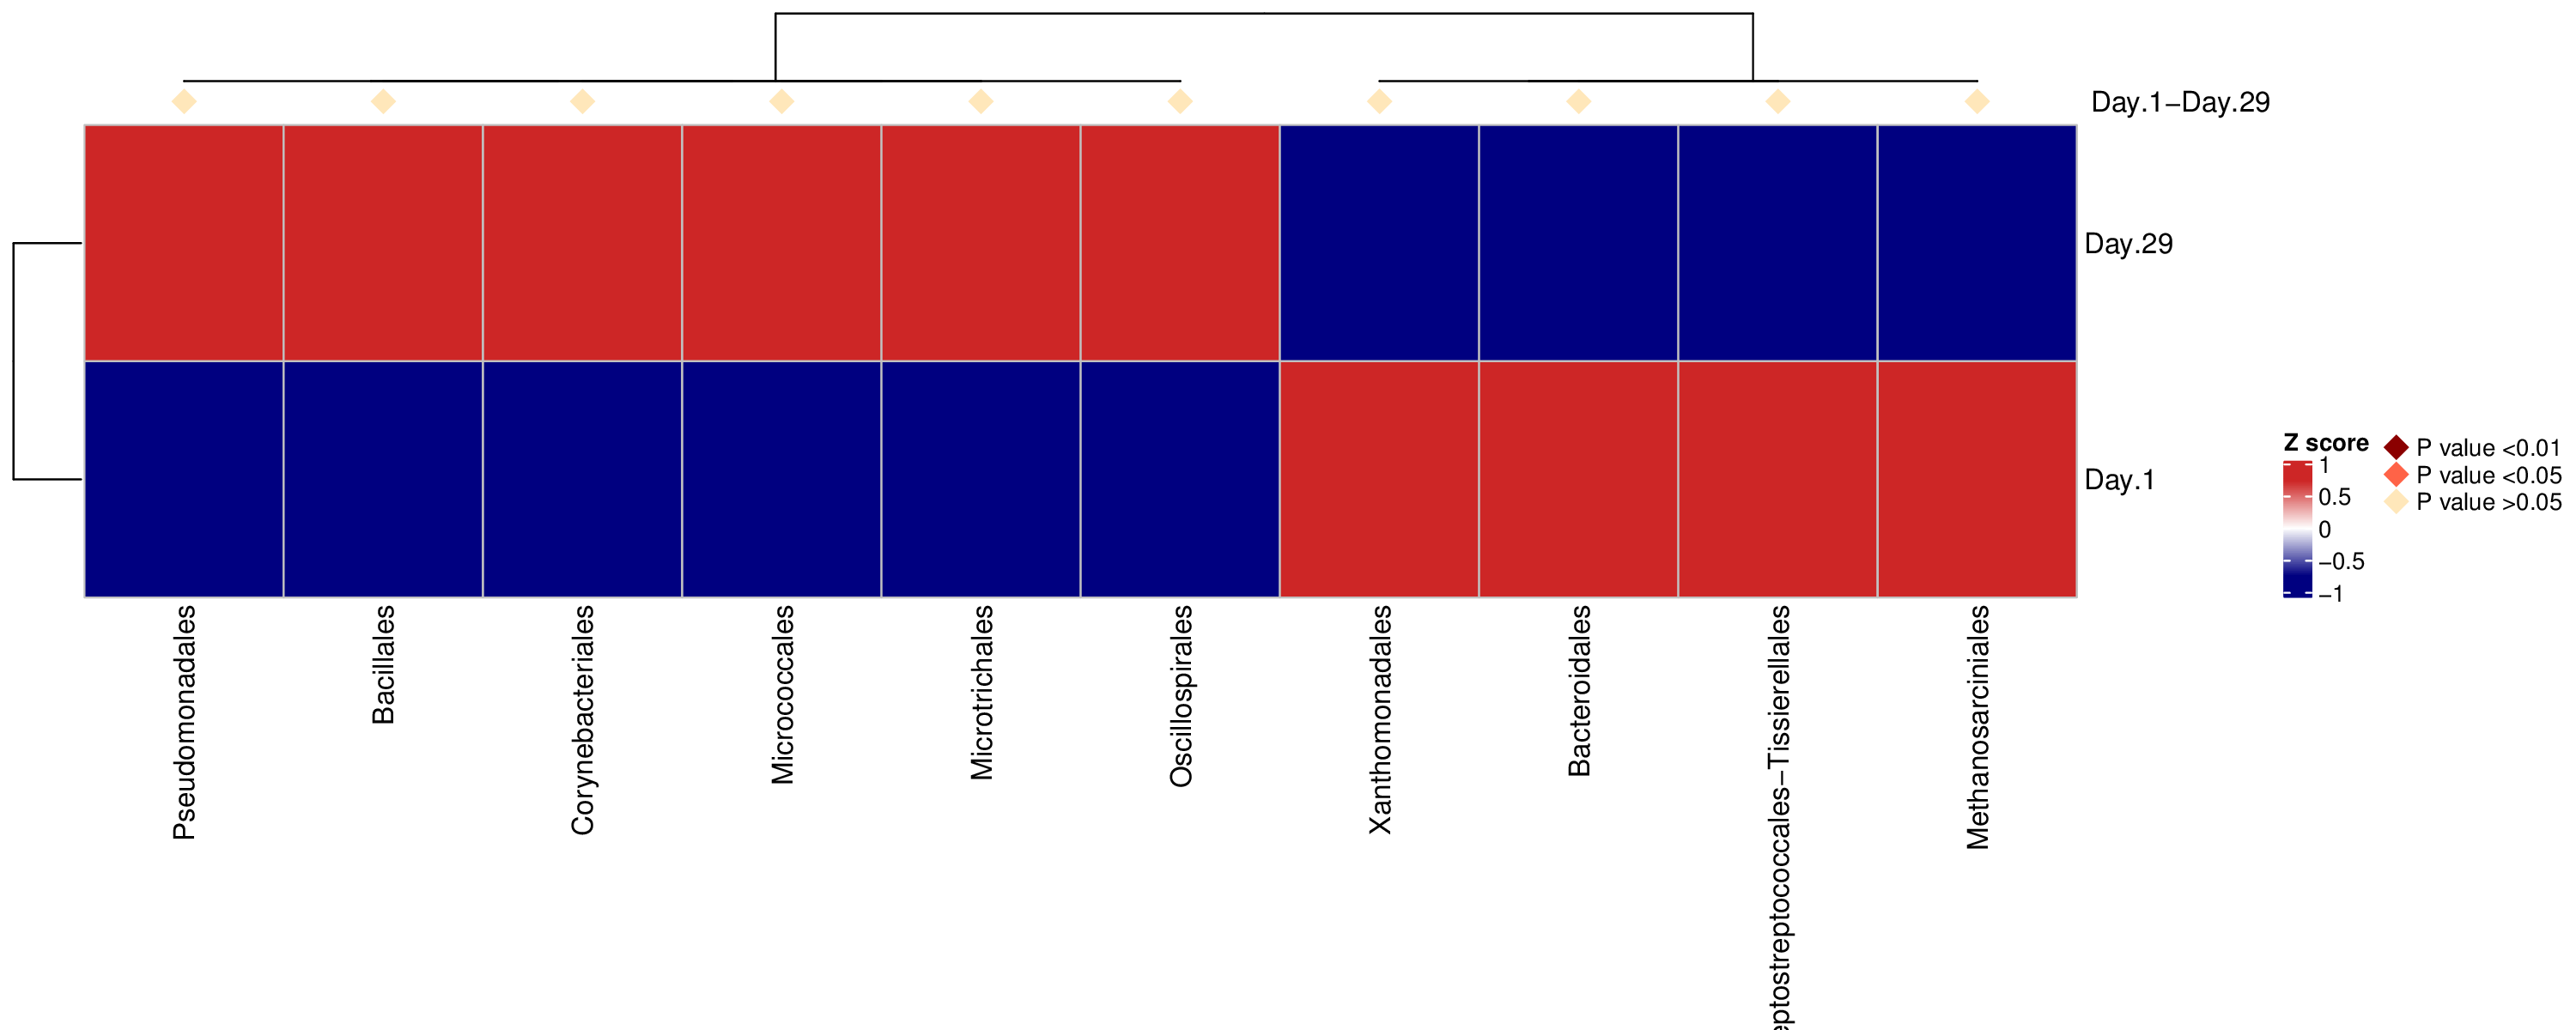 Day.1–Day.29
Day.29
Day.1
Z score
1
0.5
0
−0.5
−1
P value <0.01
P value <0.05
P value >0.05
Pseudomonadales
Bacillales
Corynebacteriales
Micrococcales
Microtrichales
Oscillospirales
Xanthomonadales
Bacteroidales
eptostreptococcales−Tissierellales
Methanosarciniales